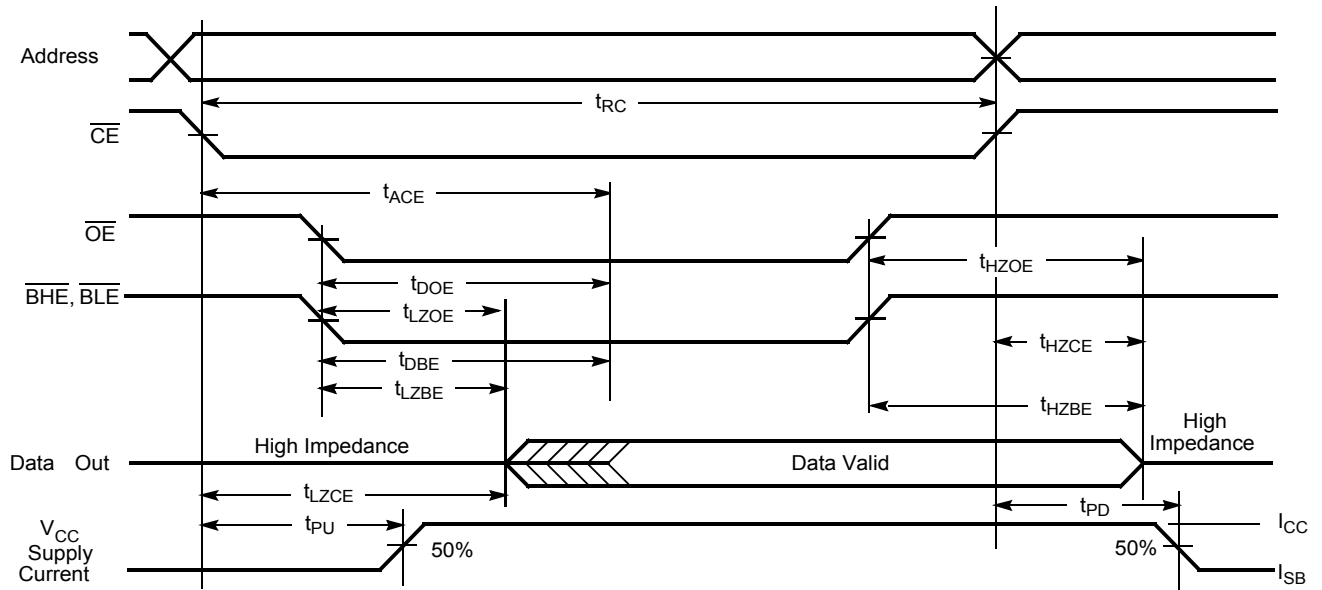 Address
tRC
CE
tACE
OE
tHZOE
tDOE
BHE, BLE
tLZOE
tHZCE
tDBE
tLZBE
tHZBE
High Impedance
High
Impedance
Data Out
Data Valid
tLZCE
tPD
tPU
VCC
Supply
Current
50%
50%
ICC
ISB